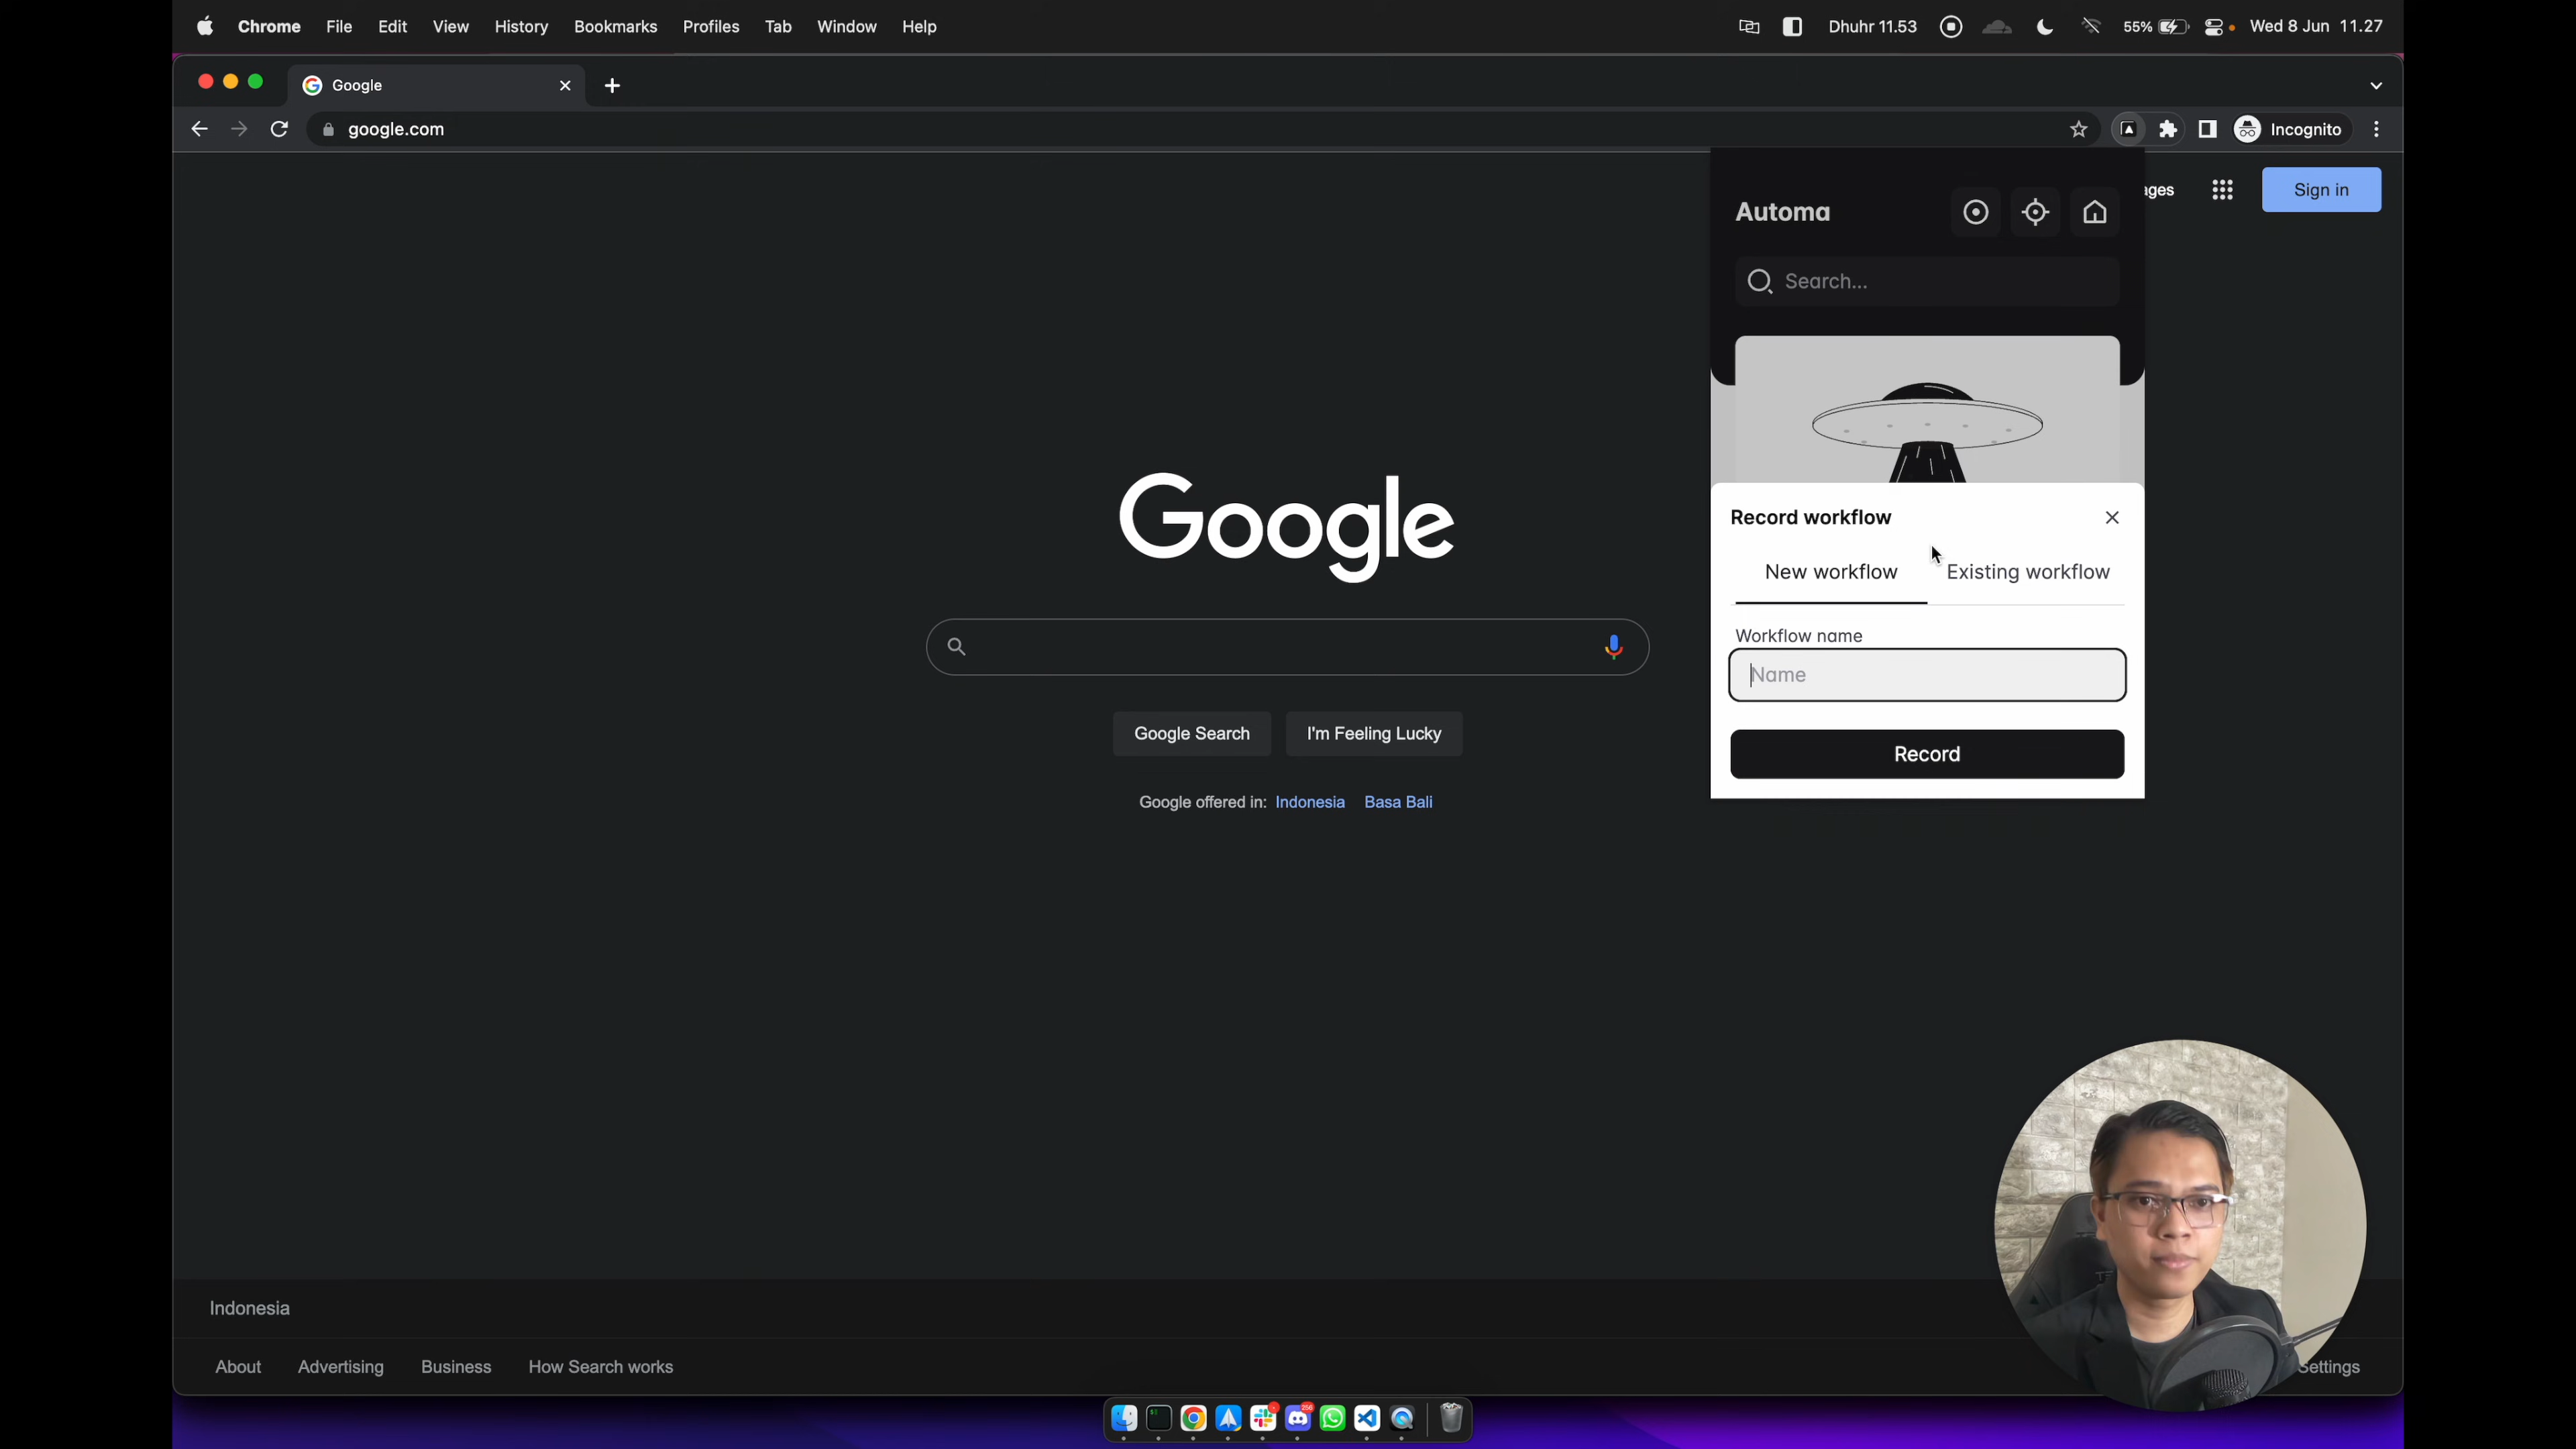 Chrome File Edit View History Bookmarks Profiles Tab Window Help Dhuhr 11.53 55% Wed 8 Jun 11.27
Google
google.com Incognito
ages Sign in
Automa
Search...
Google
Record workflow
New workflow Existing workflow
Workflow name
Name
Record
Google Search I'm Feeling Lucky
Google offered in: Indonesia Basa Bali
Indonesia
About Advertising Business How Search works Settings
256